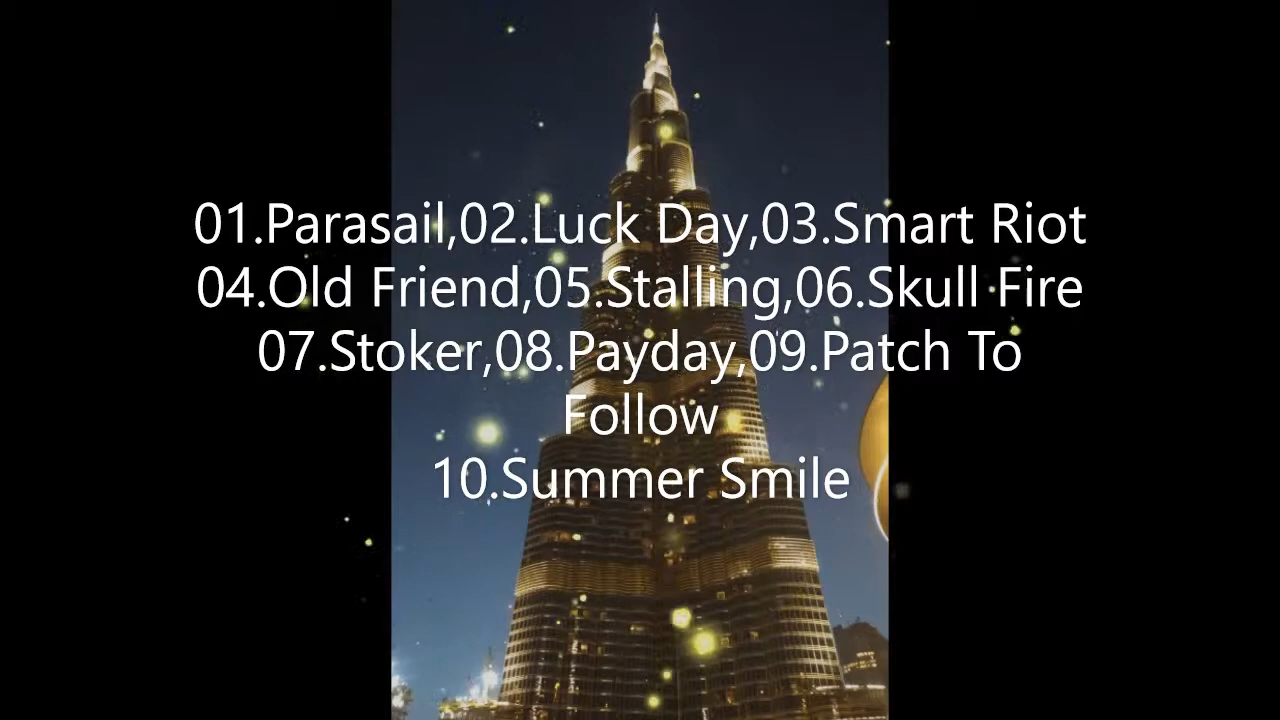 01.Parasail,02.Luck Day,03.Smart Riot
04.Old Friend,05.Stalling,06.Skull Fire
07.Stoker,08.Payday,09.Patch To
Follow
10.Summer Smile